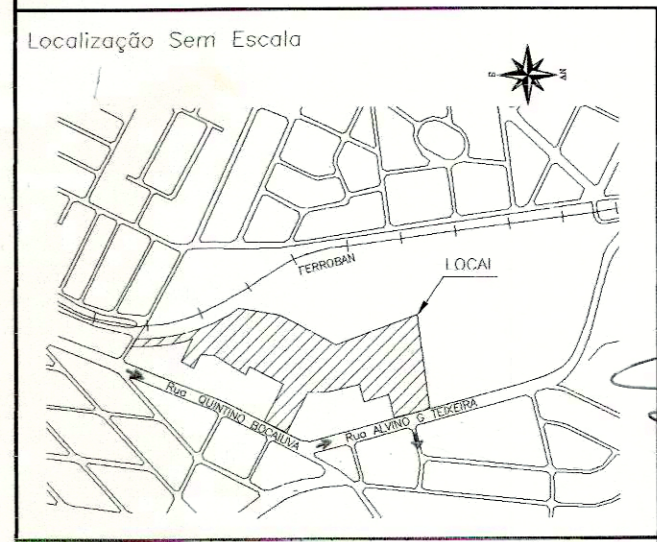 Localização Sem Escala
FERROBAN
LOCAL
Rua QUINTINO BOCAIUVA
Rua ALVINO G TEIXEIRA